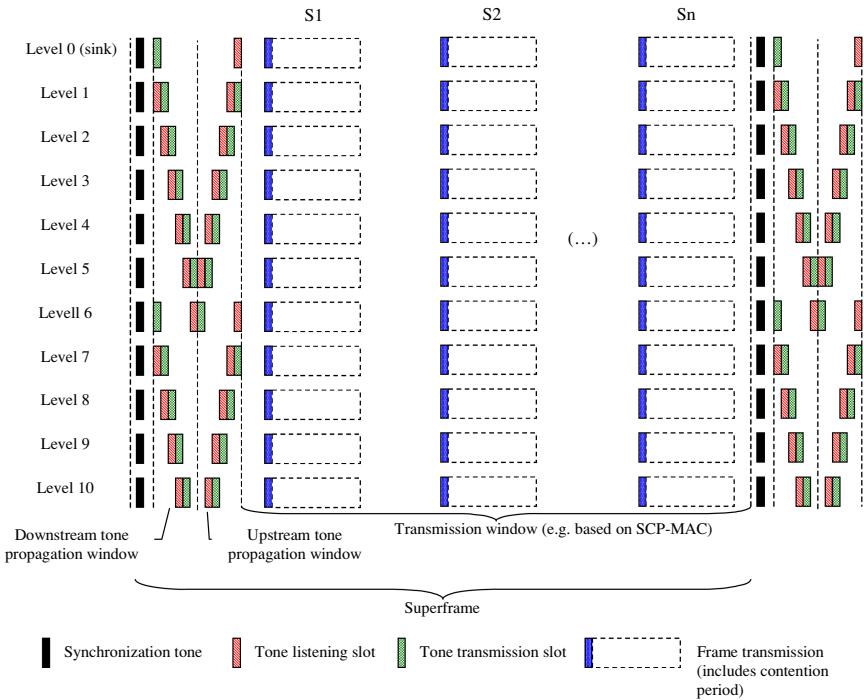 S1 S2 Sn
Level 0 (sink)
Level 1
Level 2
Level 3
Level 4
(…)
Level 5
Levell 6
Level 7
Level 8
Level 9
Level 10
Downstream tone
propagation window
Upstream tone
propagation window
Transmission window (e.g. based on SCP-MAC)
Superframe
Synchronization tone
Tone listening slot
Tone transmission slot
Frame transmission
(includes contention
period)